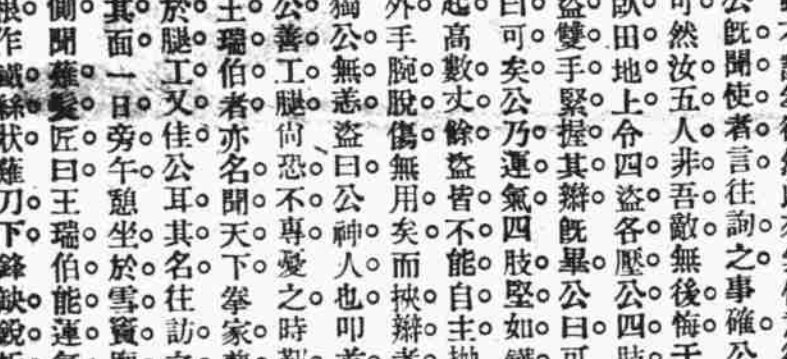 公既聞使者言往詢之事確公
可然汝五人非吾敵無後悔于
臥田地上令四盜各壓公四肢
盜雙手緊握其辮既畢公曰可
曰可矣公乃運氣四肢堅如鐵
起高數丈餘盜皆不能自主拋
外手腕脫傷無用矣而挾辮者
獨公無恙盜曰公神人也叩首
公善工腿尚恐不專憂之時
王瑞伯者亦名聞天下拳家
於腿工又佳公耳其名往訪
其面一日旁午憩坐於雪竇
側聞薙髮匠曰王瑞伯能運
根作鐵絲狀薙刀下鋒缺銳